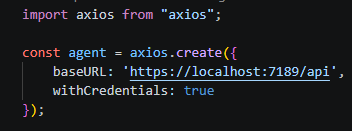 import axios from "axios";
const agent = axios.create({
    baseURL: 'https://localhost:7189/api',
    withCredentials: true
});